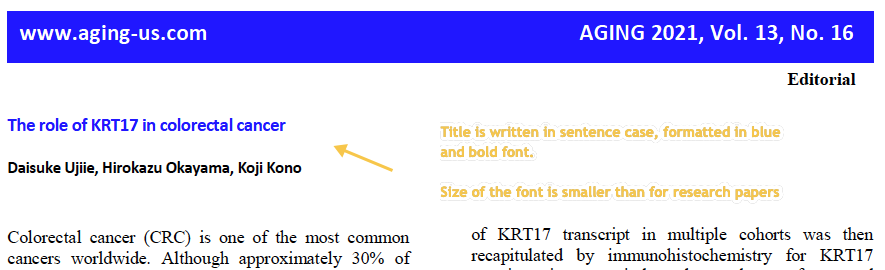 www.aging-us.com AGING 2021, Vol. 13, No. 16
Editorial
The role of KRT17 in colorectal cancer
Daisuke Ujiie, Hirokazu Okayama, Koji Kono
Title is written in sentence case, formatted in blue
and bold font.
Size of the font is smaller than for research papers
Colorectal cancer (CRC) is one of the most common
cancers worldwide. Although approximately 30% of
of KRT17 transcript in multiple cohorts was then
recapitulated by immunohistochemistry for KRT17